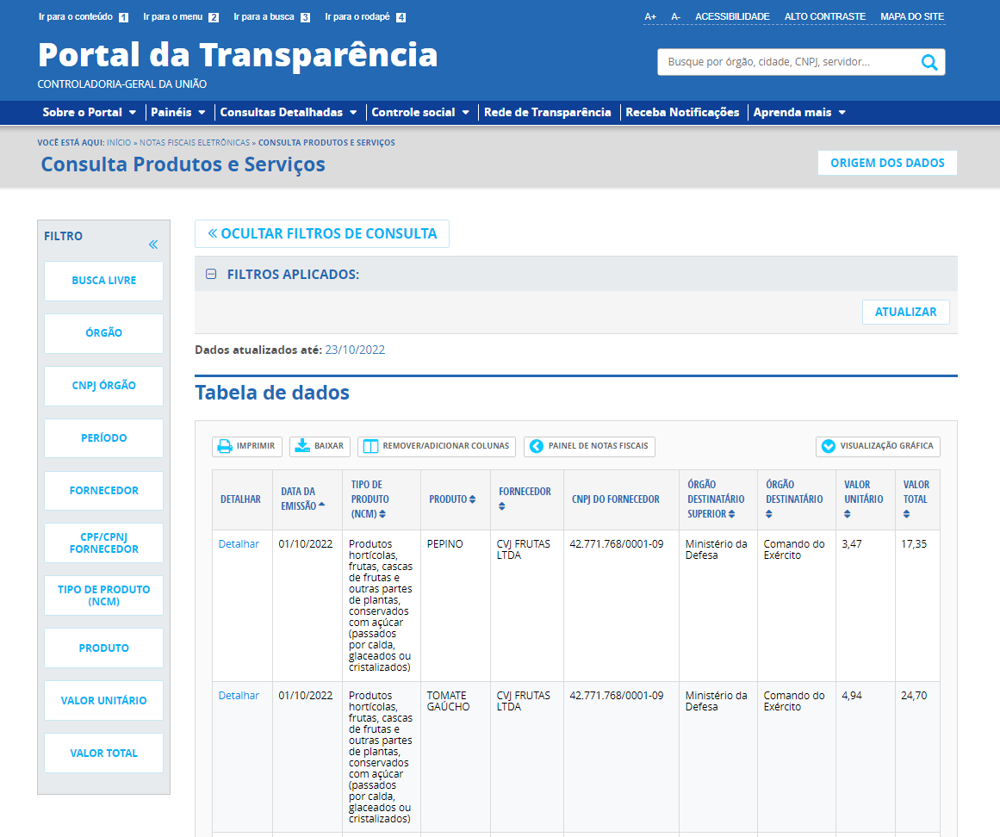 Ir para o conteúdo 1 Ir para o menu 2 Ir para a busca 3 Ir para o rodapé 4
A+ A- ACESSIBILIDADE ALTO CONTRASTE MAPA DO SITE
Portal da Transparência
CONTROLADORIA-GERAL DA UNIÃO
Busque por órgão, cidade, CNPJ, servidor...
Sobre o Portal Painéis Consultas Detalhadas Controle social Rede de Transparência Receba Notificações Aprenda mais
VOCÊ ESTÁ AQUI: INÍCIO » NOTAS FISCAIS ELETRÔNICAS » CONSULTA PRODUTOS E SERVIÇOS
Consulta Produtos e Serviços
ORIGEM DOS DADOS
FILTRO
«
BUSCA LIVRE
ÓRGÃO
CNPJ ÓRGÃO
PERÍODO
FORNECEDOR
CPF/CPNJ
FORNECEDOR
TIPO DE PRODUTO
(NCM)
PRODUTO
VALOR UNITÁRIO
VALOR TOTAL
« OCULTAR FILTROS DE CONSULTA
FILTROS APLICADOS:
ATUALIZAR
Dados atualizados até: 23/10/2022
Tabela de dados
IMPRIMIR BAIXAR REMOVER/ADICIONAR COLUNAS PAINEL DE NOTAS FISCAIS VISUALIZAÇÃO GRÁFICA
DETALHAR
DATA DA
EMISSÃO
TIPO DE
PRODUTO
(NCM)
PRODUTO
FORNECEDOR
CNPJ DO FORNECEDOR
ÓRGÃO
DESTINATÁRIO
SUPERIOR
ÓRGÃO
DESTINATÁRIO
VALOR
UNITÁRIO
VALOR
TOTAL
Detalhar
01/10/2022
Produtos
hortícolas,
frutas, cascas
de frutas e
outras partes
de plantas,
conservados
com açúcar
(passados
por calda,
glaceados ou
cristalizados)
PEPINO
CVJ FRUTAS
LTDA
42.771.768/0001-09
Ministério da
Defesa
Comando do
Exército
3,47
17,35
Detalhar
01/10/2022
Produtos
hortícolas,
frutas, cascas
de frutas e
outras partes
de plantas,
conservados
com açúcar
(passados
por calda,
glaceados ou
cristalizados)
TOMATE
GAÚCHO
CVJ FRUTAS
LTDA
42.771.768/0001-09
Ministério da
Defesa
Comando do
Exército
4,94
24,70